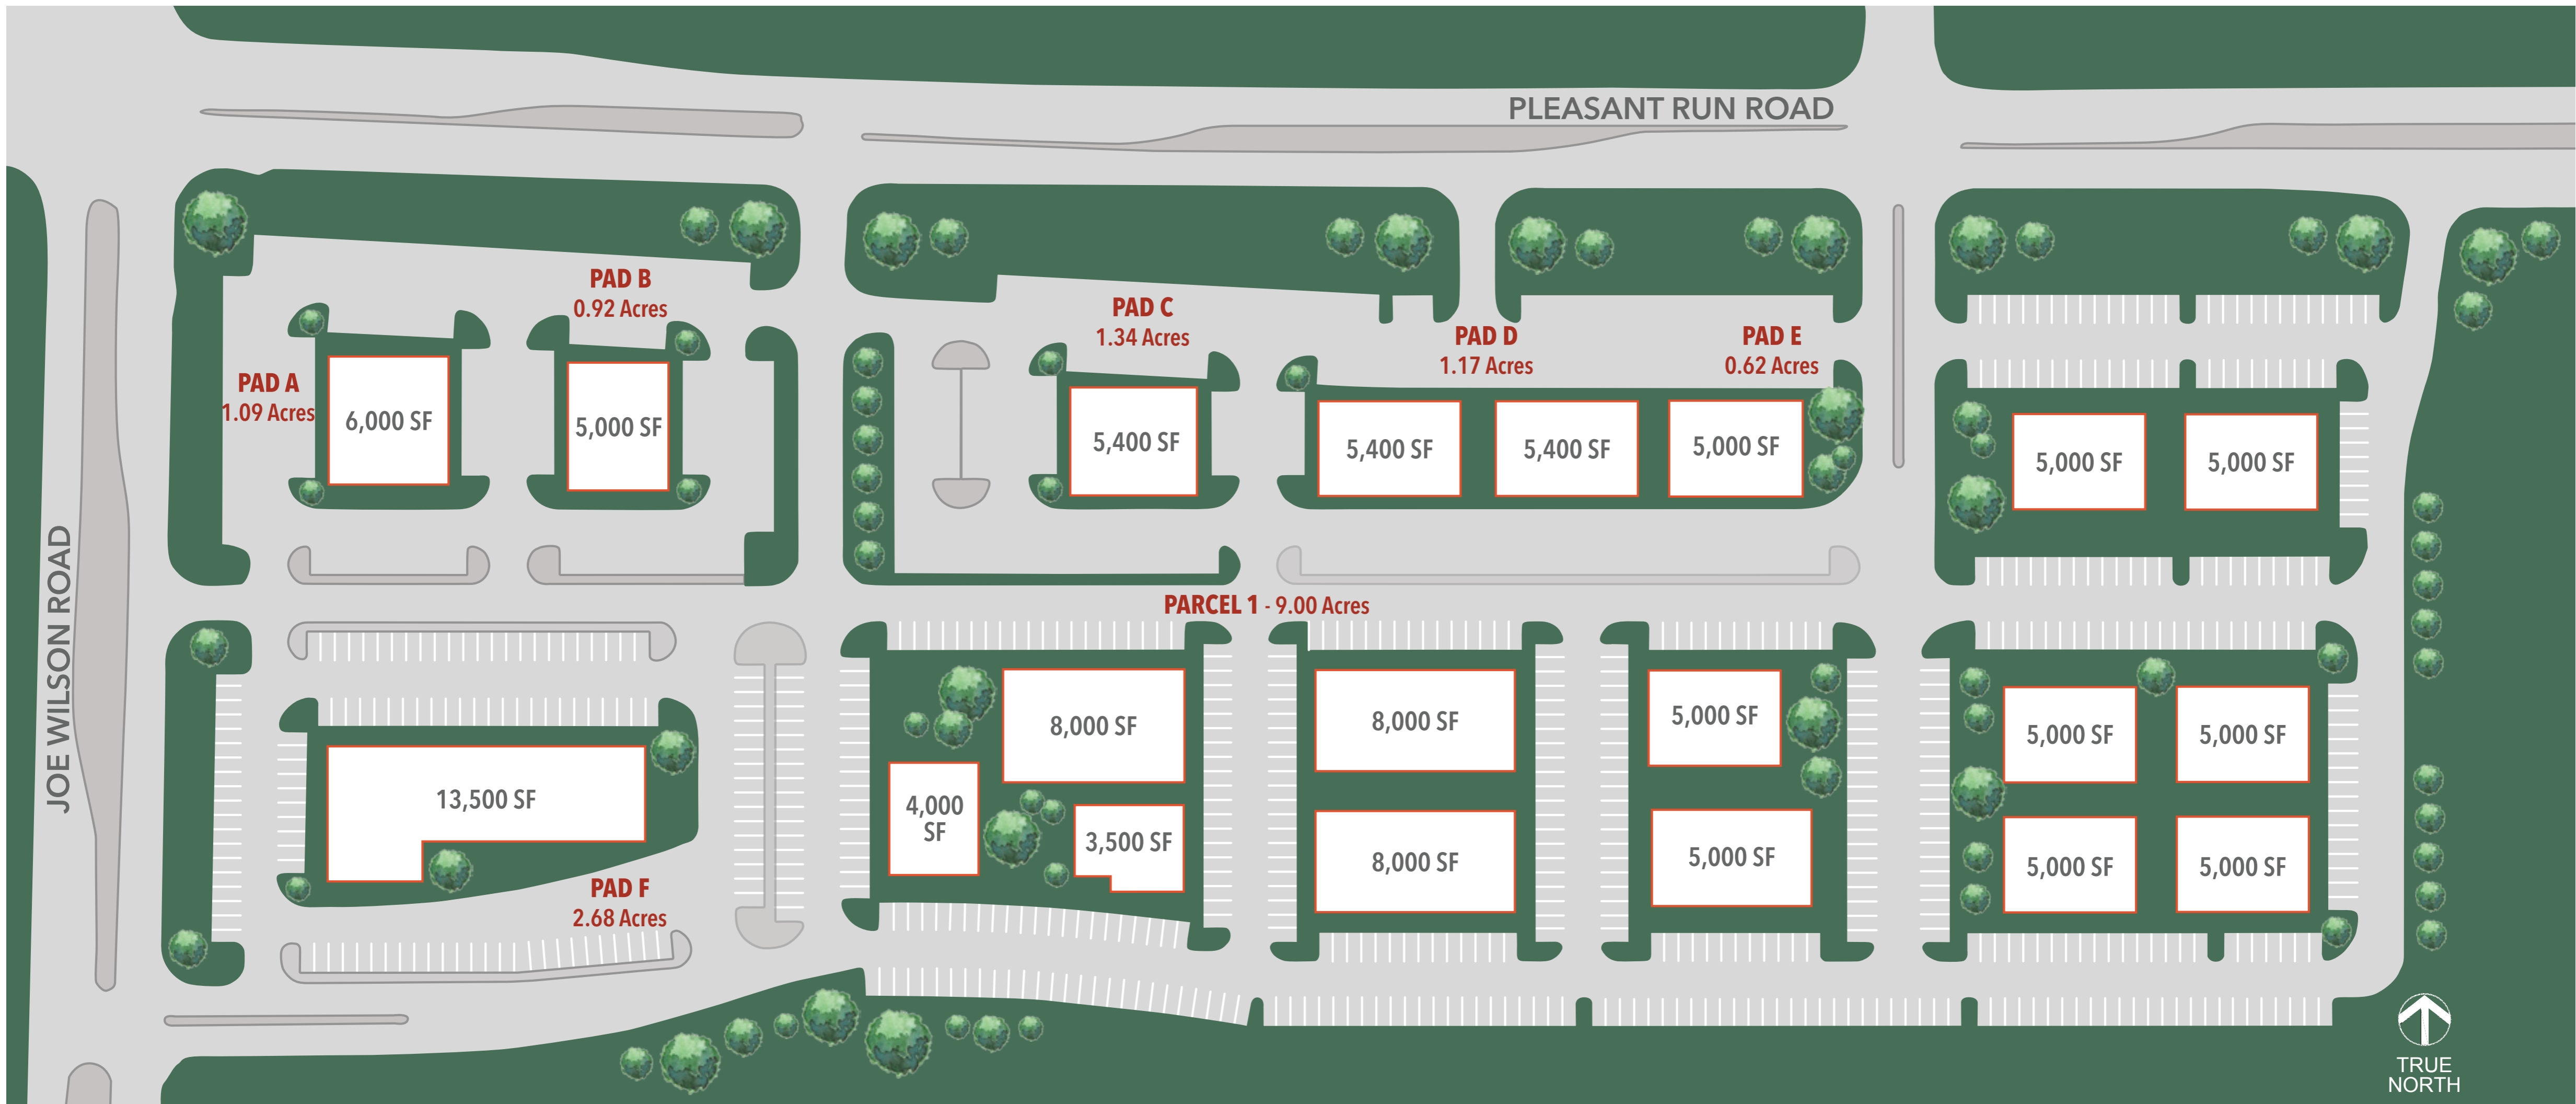 PLEASANT RUN ROAD
PAD B
0.92 Acres
PAD C
1.34 Acres
PAD D
1.17 Acres
PAD E
0.62 Acres
PAD A
1.09 Acres
6,000 SF
5,000 SF
5,400 SF
5,400 SF
5,400 SF
5,000 SF
5,000 SF
5,000 SF
JOE WILSON ROAD
PARCEL 1 - 9.00 Acres
8,000 SF
8,000 SF
5,000 SF
5,000 SF
5,000 SF
13,500 SF
4,000
SF
3,500 SF
8,000 SF
5,000 SF
5,000 SF
5,000 SF
PAD F
2.68 Acres
TRUE
NORTH